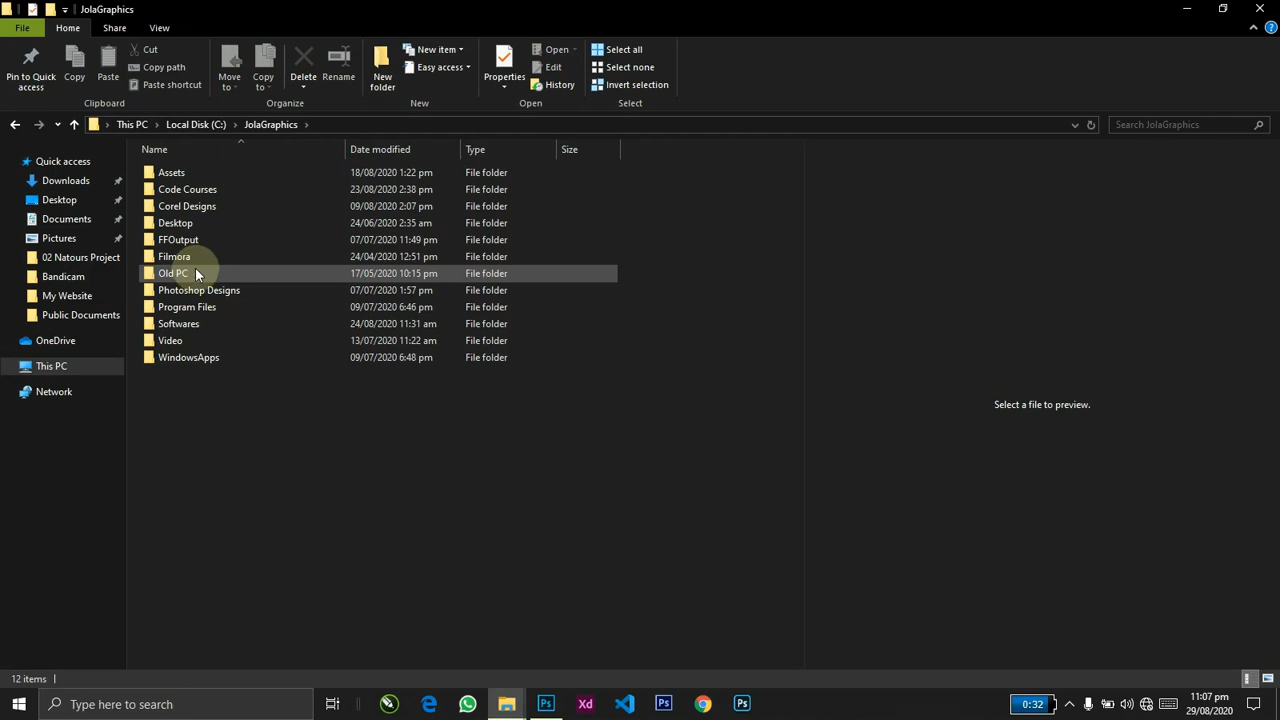 JolaGraphics
File Home Share View
Pin to Quick access
Copy
Paste
Cut
Copy path
Paste shortcut
Clipboard
Move to
Copy to
Delete
Rename
Organize
New folder
New item
Easy access
New
Properties
Open
Edit
History
Open
Select all
Select none
Invert selection
Select
This PC Local Disk (C:) JolaGraphics
Search JolaGraphics
Quick access
Downloads
Desktop
Documents
Pictures
02 Natours Project
Bandicam
My Website
Public Documents
OneDrive
This PC
Network
Name Date modified Type Size
Assets 18/08/2020 1:22 pm File folder
Code Courses 23/08/2020 2:38 pm File folder
Corel Designs 09/08/2020 2:07 pm File folder
Desktop 24/06/2020 2:35 am File folder
FFOutput 07/07/2020 11:49 pm File folder
Filmora 24/04/2020 12:51 pm File folder
Old PC 17/05/2020 10:15 pm File folder
Photoshop Designs 07/07/2020 1:57 pm File folder
Program Files 09/07/2020 6:46 pm File folder
Softwares 24/08/2020 11:31 am File folder
Video 13/07/2020 11:22 am File folder
WindowsApps 09/07/2020 6:48 pm File folder
Select a file to preview.
12 items
Type here to search
Ps
Xd
Ps
Ps
0:32
11:07 pm
29/08/2020